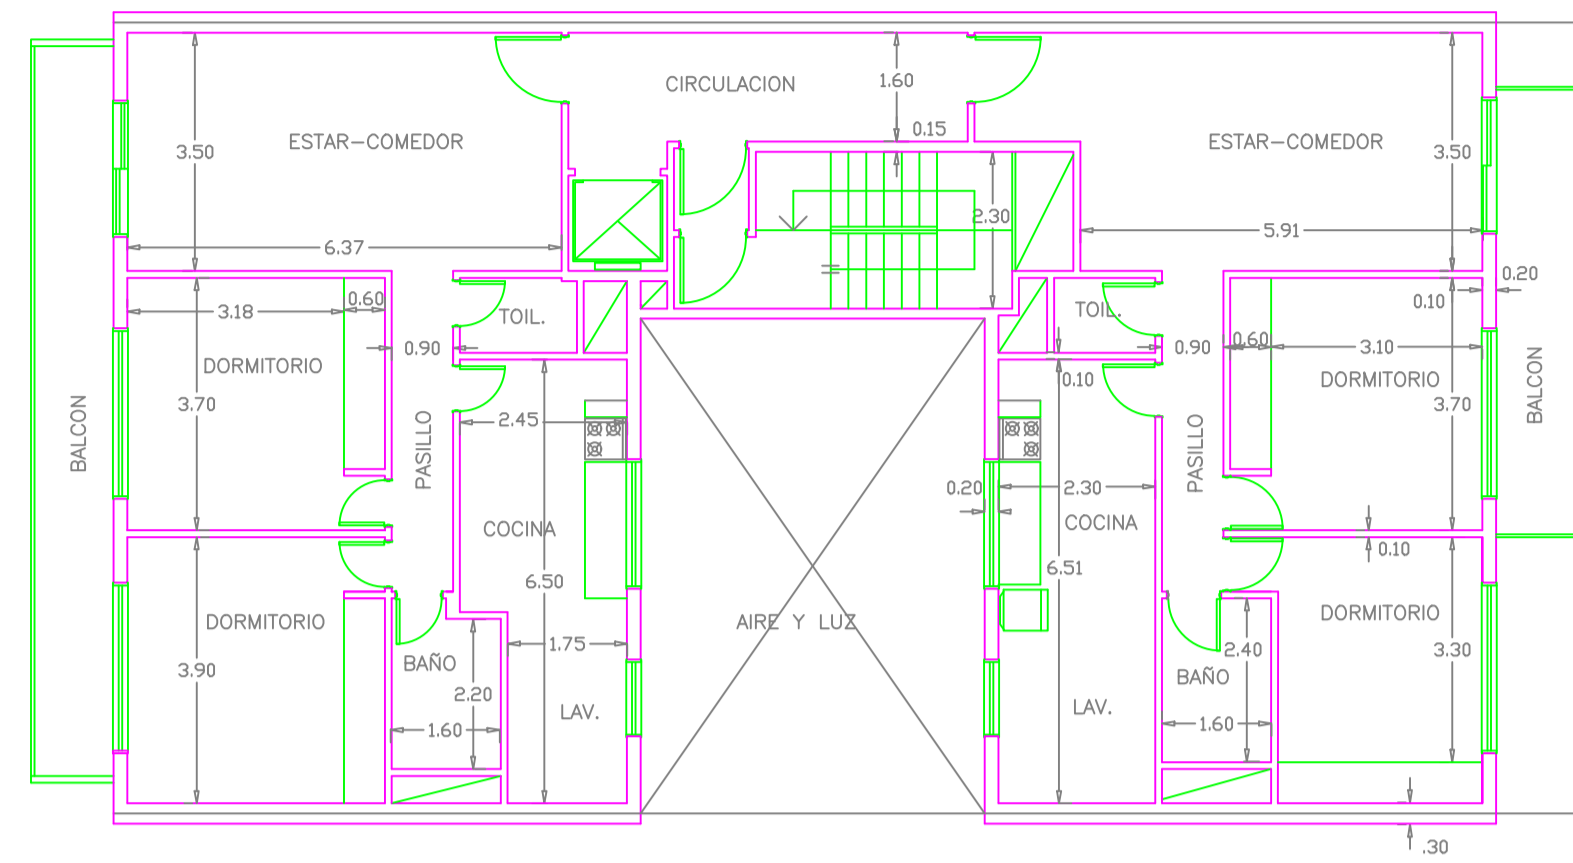 CIRCULACION
1.60
0.15
ESTAR-COMEDOR
ESTAR-COMEDOR
3.50
3.50
2.30
6.37
5.91
0.20
0.10
0.60
3.18
TOIL.
TOIL.
0.90
0.90
0.60
3.10
DORMITORIO
DORMITORIO
0.10
3.70
3.70
BALCON
BALCON
2.45
PASILLO
PASILLO
0.20
2.30
COCINA
COCINA
6.50
6.51
0.10
DORMITORIO
DORMITORIO
AIRE Y LUZ
1.75
BAÑO
BAÑO
2.40
3.30
3.90
2.20
LAV.
LAV.
1.60
1.60
.30